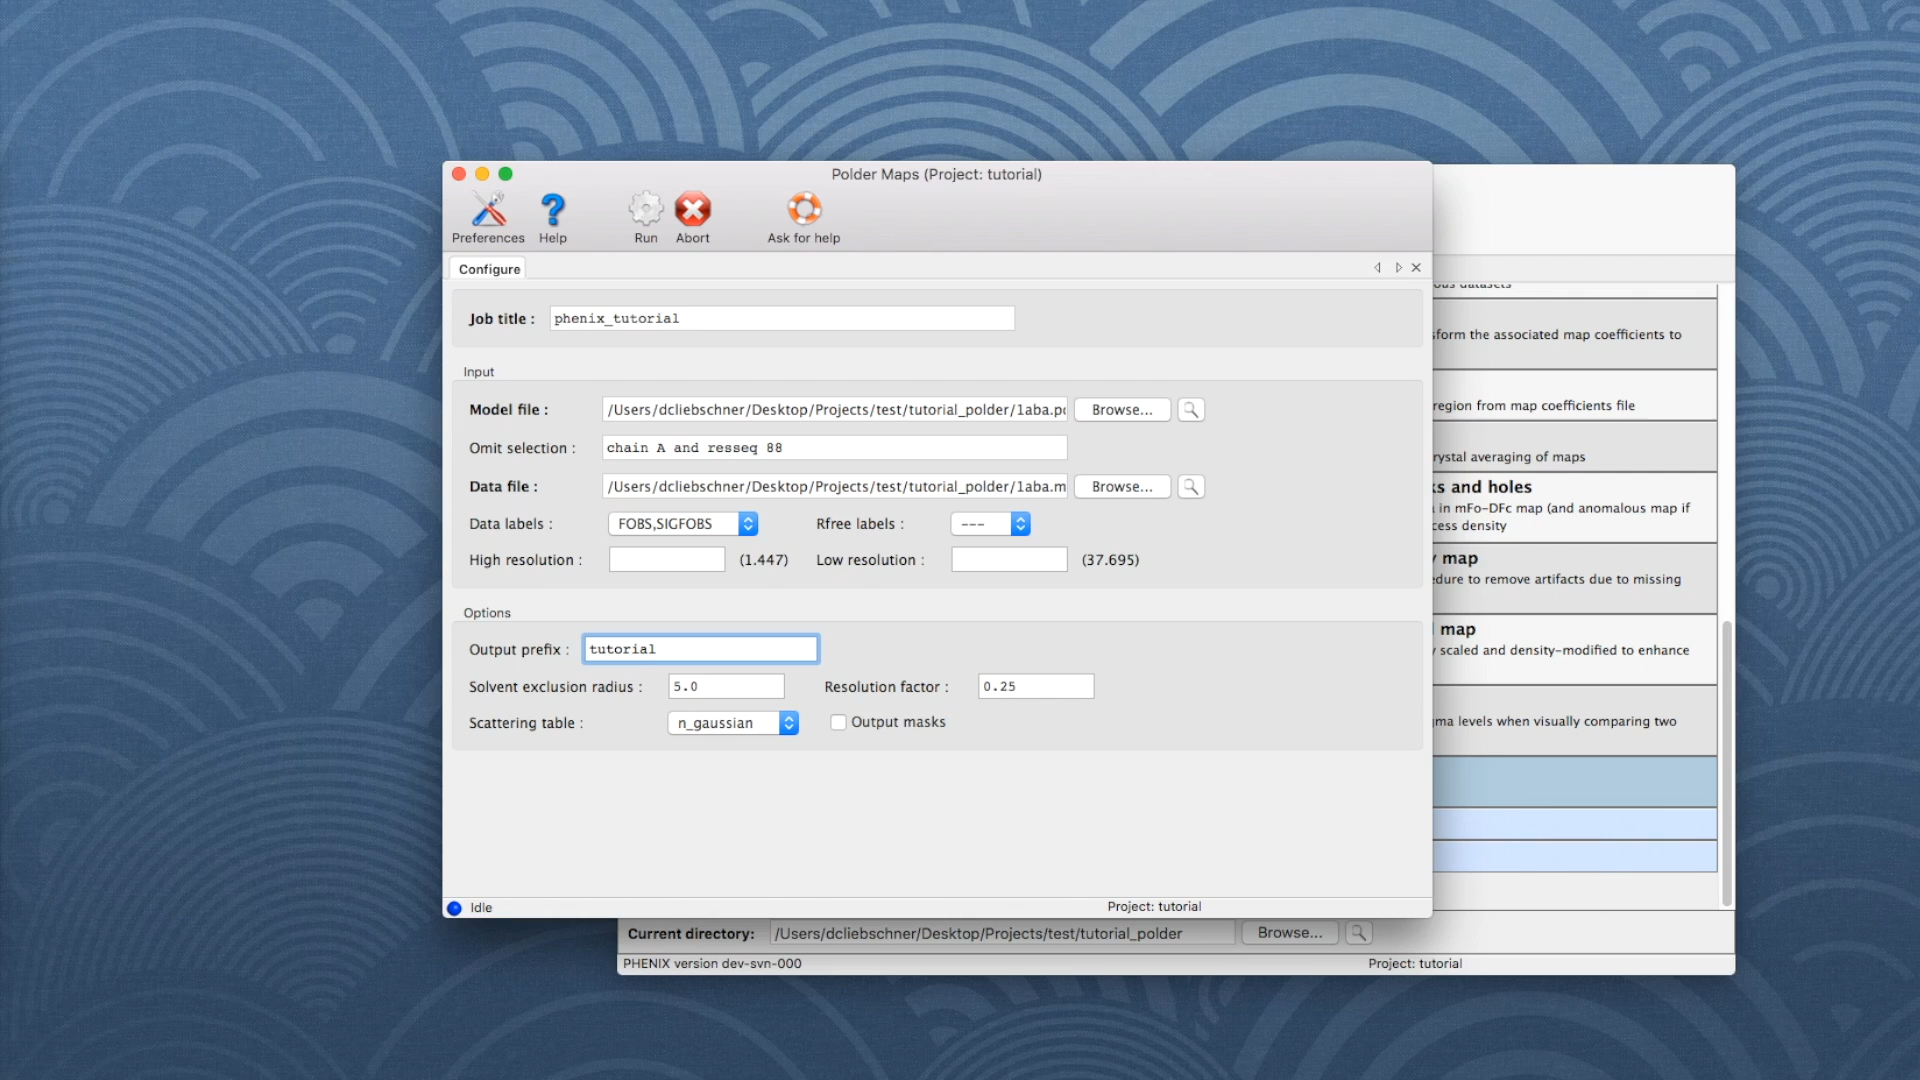 Polder Maps (Project: tutorial)
Preferences Help Run Abort Ask for help
Configure
Job title : phenix_tutorial
Input
Model file : /Users/dcliebschner/Desktop/Projects/test/tutorial_polder/1aba.p Browse...
Omit selection : chain A and resseq 88
Data file : /Users/dcliebschner/Desktop/Projects/test/tutorial_polder/1aba.m Browse...
Data labels : FOBS,SIGFOBS Rfree labels : ---
High resolution : (1.447) Low resolution : (37.695)
Options
Output prefix : tutorial
Solvent exclusion radius : 5.0 Resolution factor : 0.25
Scattering table : n_gaussian Output masks
Idle Project: tutorial
datasets
sform the associated map coefficients to
region from map coefficients file
rystal averaging of maps
ks and holes
in mFo-DFc map (and anomalous map if
cess density
map
edure to remove artifacts due to missing
map
scaled and density-modified to enhance
ma levels when visually comparing two
Current directory: /Users/dcliebschner/Desktop/Projects/test/tutorial_polder Browse...
PHENIX version dev-svn-000 Project: tutorial